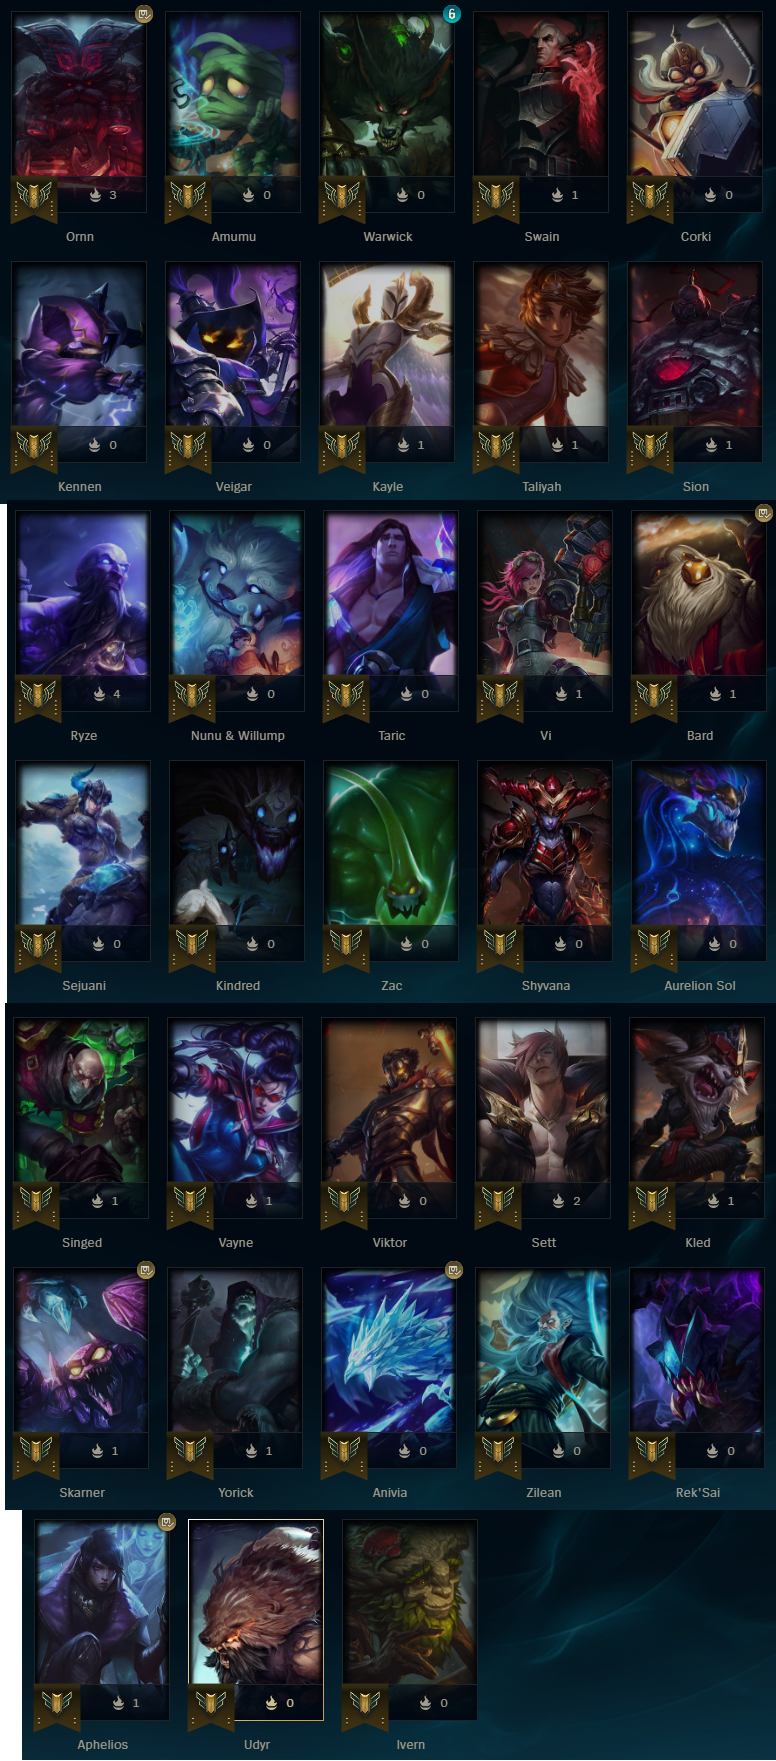 6
3 0 0 1 0
Ornn Amumu Warwick Swain Corki
0 0 1 1 1
Kennen Veigar Kayle Taliyah Sion
4 0 0 1 1
Ryze Nunu & Willump Taric Vi Bard
0 0 0 0 0
Sejuani Kindred Zac Shyvana Aurelion Sol
1 1 0 2 1
Singed Vayne Viktor Sett Kled
1 1 0 0 0
Skarner Yorick Anivia Zilean Rek'Sai
1 0 0
Aphelios Udyr Ivern